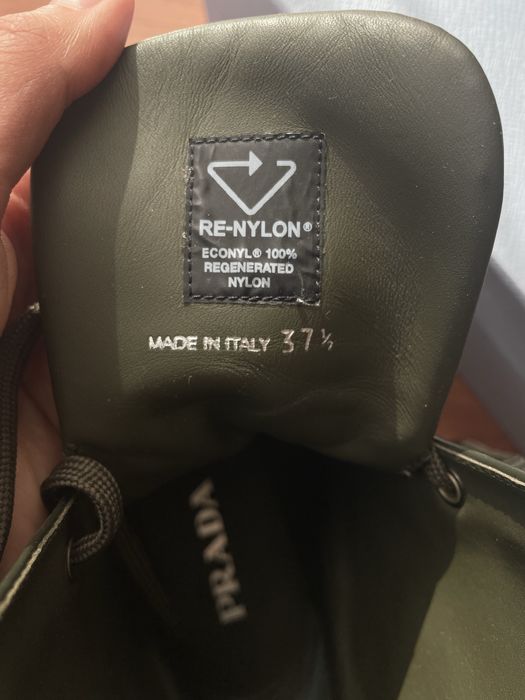 RE-NYLON®
ECONYL® 100%
REGENERATED
NYLON
MADE IN ITALY 37½
PRADA